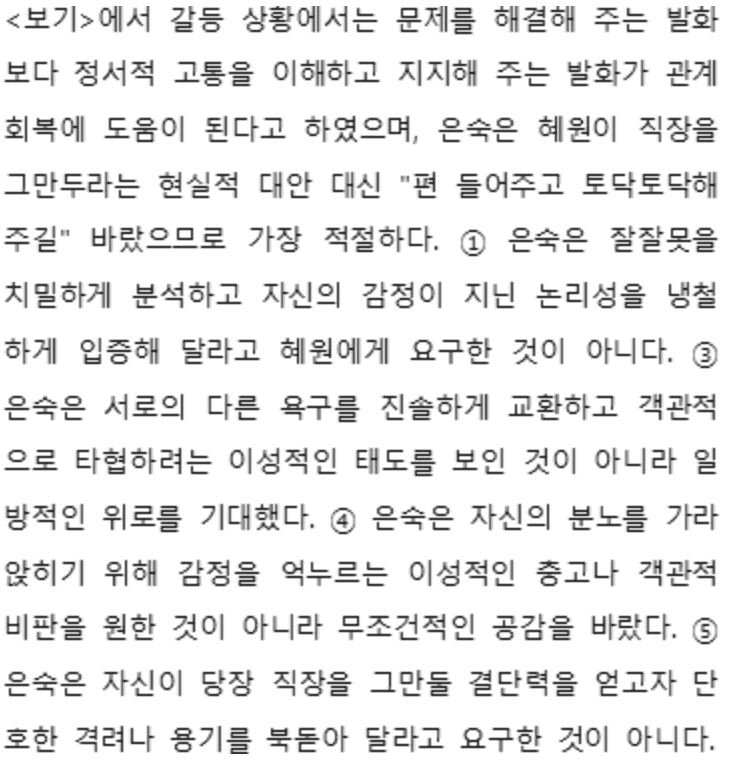 <보기>에서 갈등 상황에서는 문제를 해결해 주는 발화
보다 정서적 고통을 이해하고 지지해 주는 발화가 관계
회복에 도움이 된다고 하였으며, 은숙은 혜원이 직장을
그만두라는 현실적 대안 대신 "편 들어주고 토닥토닥해
주길" 바랐으므로 가장 적절하다. ① 은숙은 잘잘못을
치밀하게 분석하고 자신의 감정이 지닌 논리성을 냉철
하게 입증해 달라고 혜원에게 요구한 것이 아니다. ③
은숙은 서로의 다른 욕구를 진솔하게 교환하고 객관적
으로 타협하려는 이성적인 태도를 보인 것이 아니라 일
방적인 위로를 기대했다. ④ 은숙은 자신의 분노를 가라
앉히기 위해 감정을 억누르는 이성적인 충고나 객관적
비판을 원한 것이 아니라 무조건적인 공감을 바랐다. ⑤
은숙은 자신이 당장 직장을 그만둘 결단력을 얻고자 단
호한 격려나 용기를 북돋아 달라고 요구한 것이 아니다.